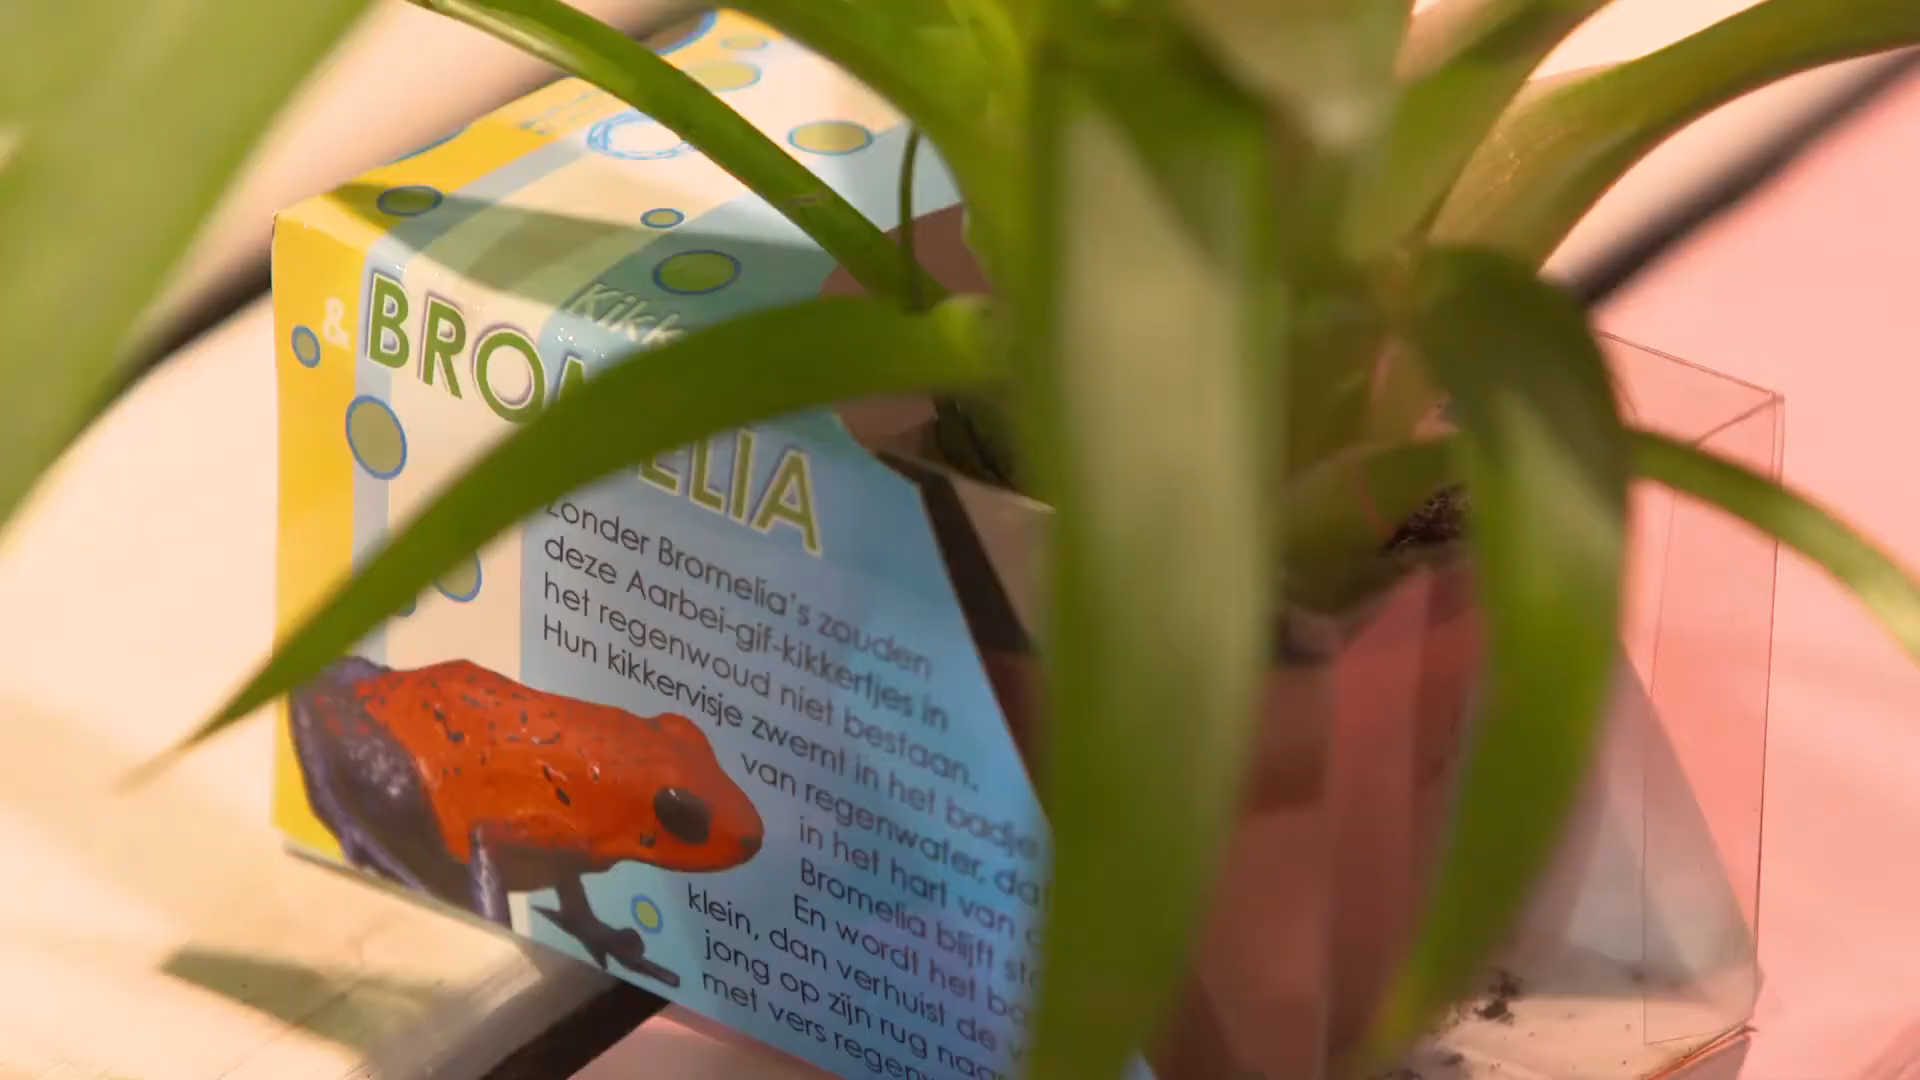 Kikk
& BROMELIA
Zonder Bromelia's zouden
deze Aarbei-gif-kikkertjes in
het regenwoud niet bestaan.
Hun kikkervisje zwemt in het badje
van regenwater, da
in het hart van
Bromelia blijft st
En wordt het ba
klein, dan verhuist de v
jong op zijn rug naa
met vers regen